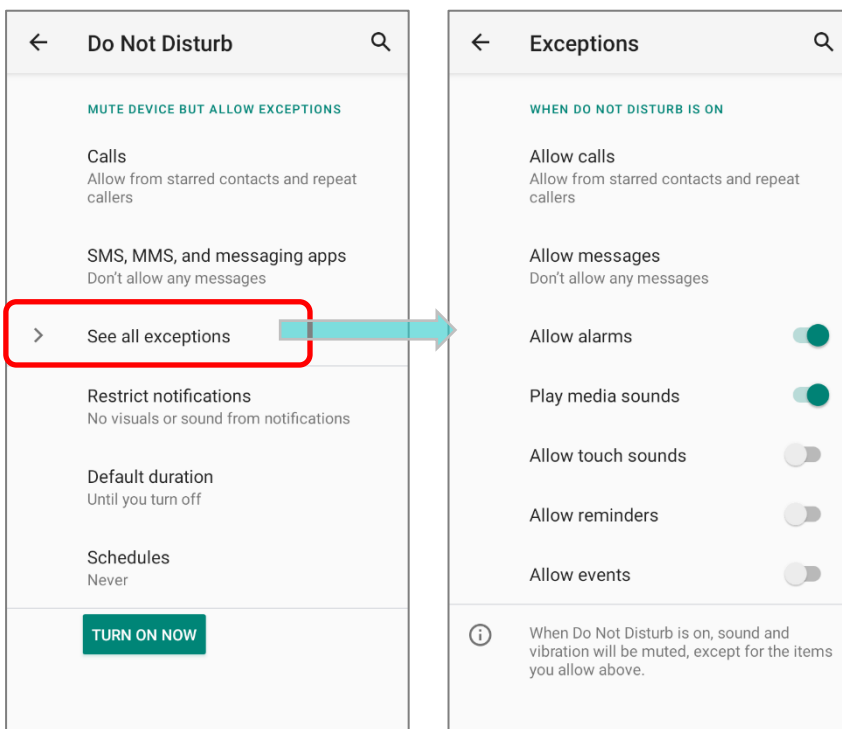 Do Not Disturb
MUTE DEVICE BUT ALLOW EXCEPTIONS
Calls
Allow from starred contacts and repeat
callers
SMS, MMS, and messaging apps
Don’t allow any messages
See all exceptions
Restrict notifications
No visuals or sound from notifications
Default duration
Until you turn off
Schedules
Never
TURN ON NOW
Exceptions
WHEN DO NOT DISTURB IS ON
Allow calls
Allow from starred contacts and repeat
callers
Allow messages
Don’t allow any messages
Allow alarms
Play media sounds
Allow touch sounds
Allow reminders
Allow events
When Do Not Disturb is on, sound and
vibration will be muted, except for the items
you allow above.